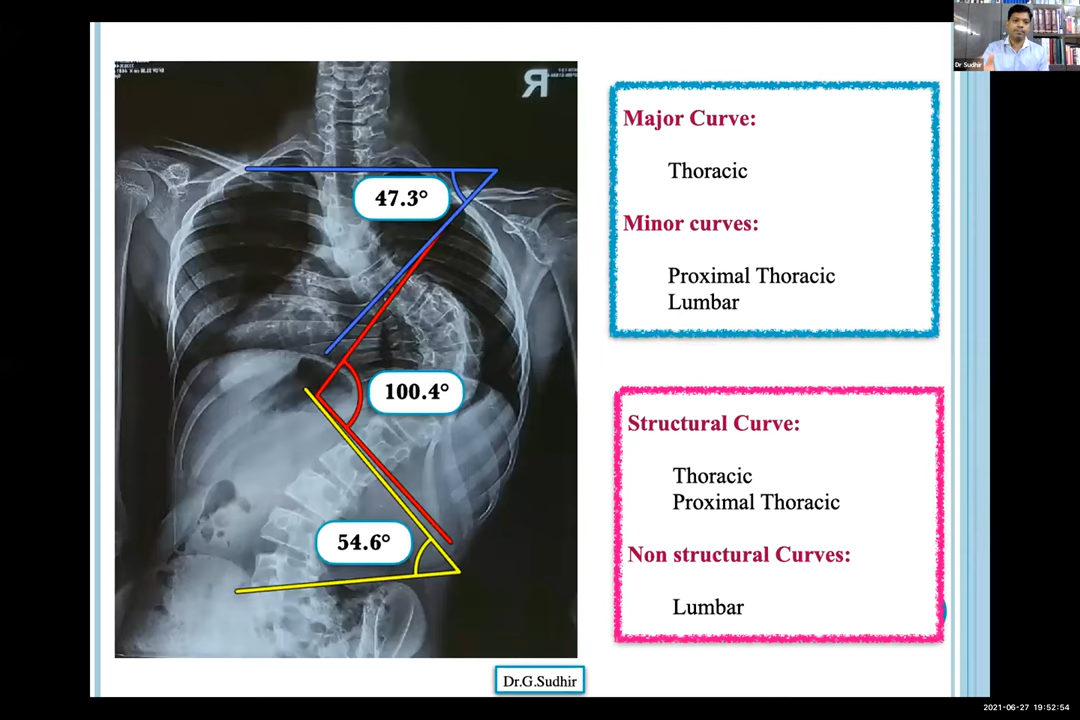 Dr Sudhir
R
47.3°
100.4°
54.6°
Major Curve:
Thoracic
Minor curves:
Proximal Thoracic
Lumbar
Structural Curve:
Thoracic
Proximal Thoracic
Non structural Curves:
Lumbar
Dr.G.Sudhir
2021-06-27 19:52:54